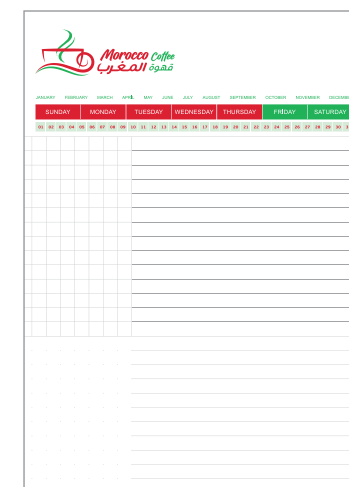 Morocco Coffee
قهوة المغرب
JANUARY FEBRUARY MARCH APRIL MAY JUNE JULY AUGUST SEPTEMBER OCTOBER NOVEMBER DECEMBE
SUNDAY MONDAY TUESDAY WEDNESDAY THURSDAY FRIDAY SATURDAY
01 02 03 04 05 06 07 08 09 10 11 12 13 14 15 16 17 18 19 20 21 22 23 24 25 26 27 28 29 30